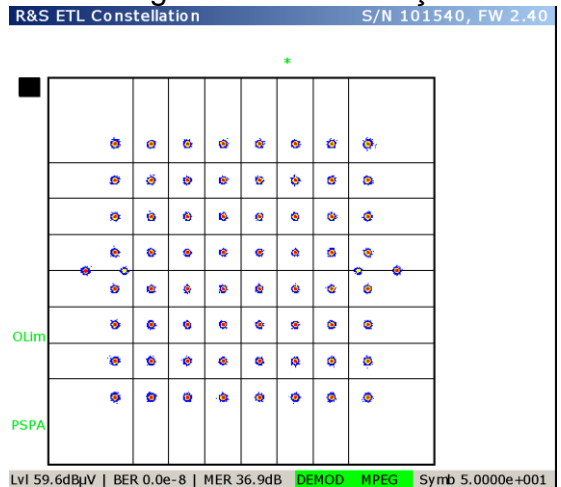 R&S ETL Constellation S/N 101540, FW 2.40
*
OLim
PSPA
Lvl 59.6dBµV | BER 0.0e-8 | MER 36.9dB DEMOD MPEG Symb 5.0000e+001